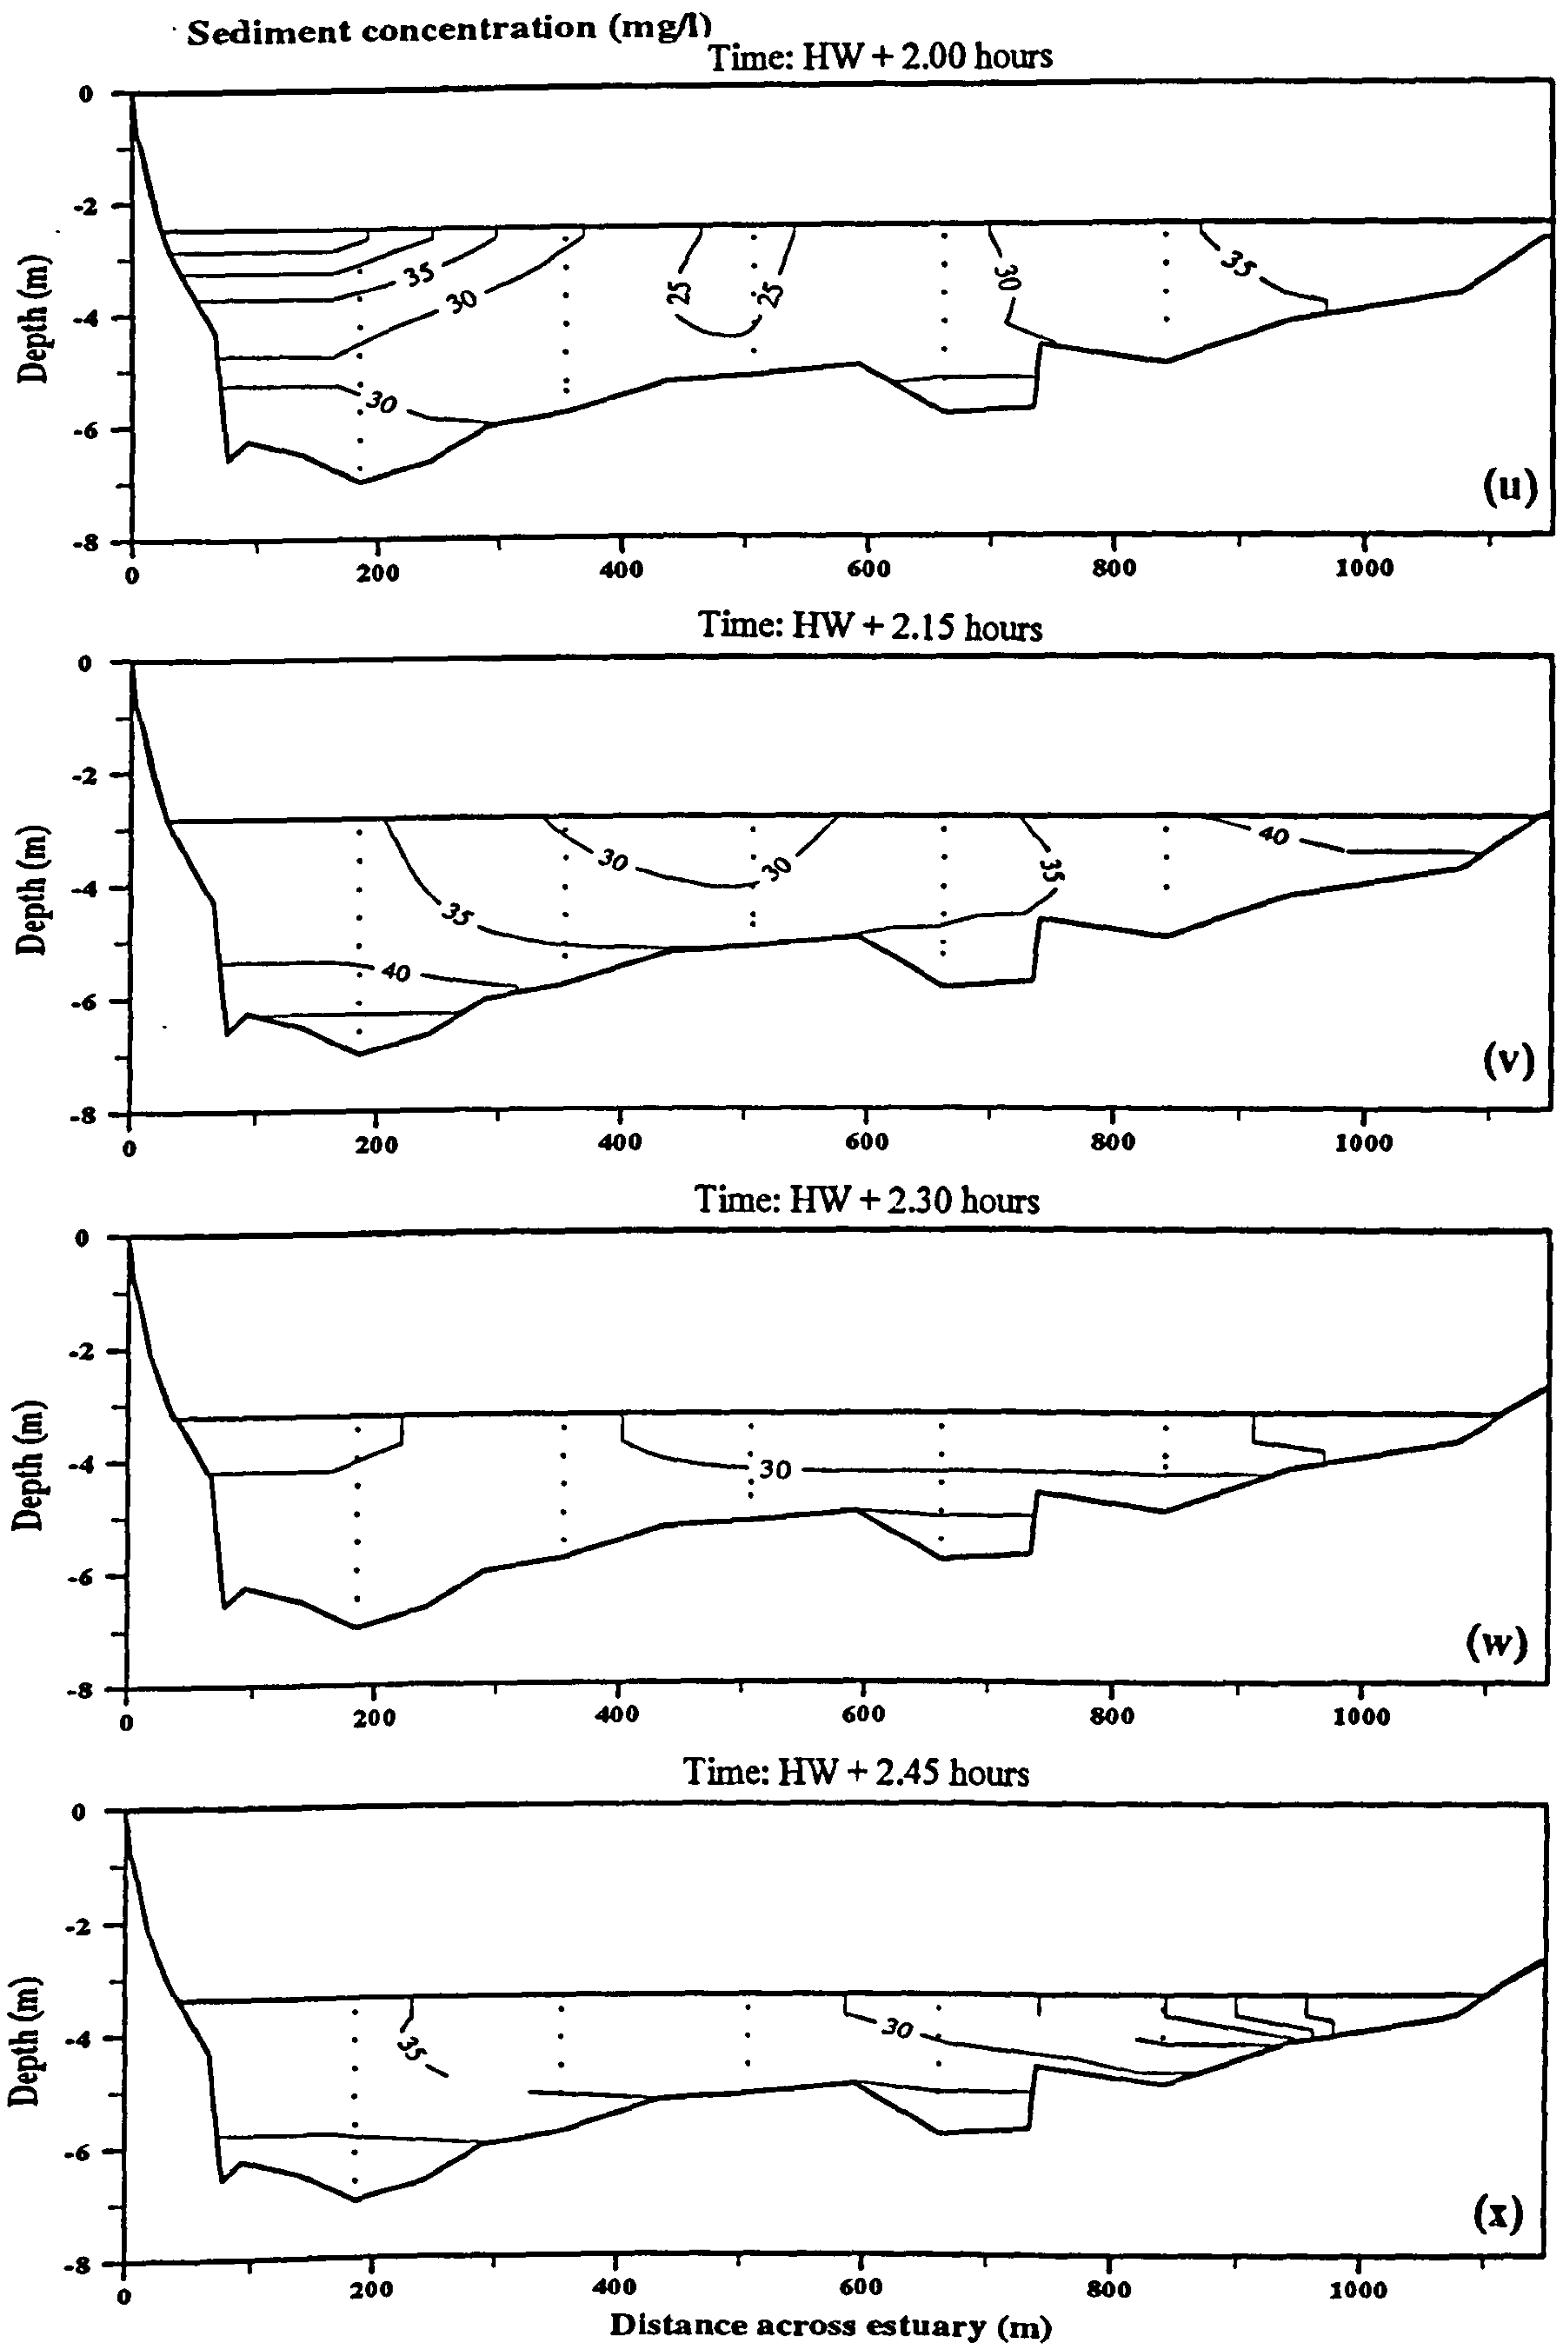 Sediment concentration (mg/l)
Time: HW + 2.00 hours
0
-2
-4
-6
-8
Depth (m)
35
30
30
25
25
30
35
(u)
0 200 400 600 800 1000
Time: HW + 2.15 hours
0
-2
-4
-6
-8
Depth (m)
30
30
35
35
40
40
(v)
0 200 400 600 800 1000
Time: HW + 2.30 hours
0
-2
-4
-6
-8
Depth (m)
30
(w)
0 200 400 600 800 1000
Time: HW + 2.45 hours
0
-2
-4
-6
-8
Depth (m)
35
30
(x)
0 200 400 600 800 1000
Distance across estuary (m)